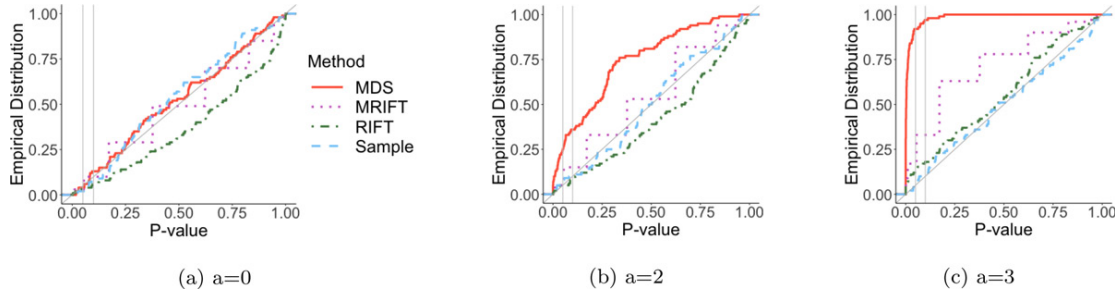 1.00
0.75
0.50
0.25
0.00
Empirical Distribution
0.00 0.25 0.50 0.75 1.00
P-value
Method
MDS
MRIFT
RIFT
Sample
(a) a=0
1.00
0.75
0.50
0.25
0.00
Empirical Distribution
0.00 0.25 0.50 0.75 1.00
P-value
(b) a=2
1.00
0.75
0.50
0.25
0.00
Empirical Distribution
0.00 0.25 0.50 0.75 1.00
P-value
(c) a=3